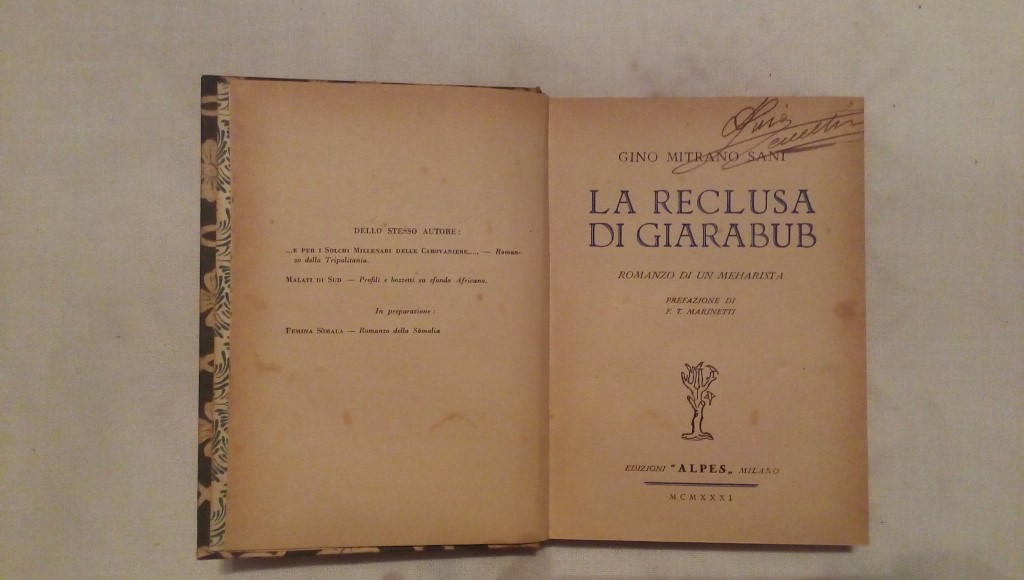 DELLO STESSO AUTORE:
...E PER I SOLCHI MILLENARI DELLE CAROVANIERE..... — Roman-
zo della Tripolitania.
MALATI DI SUD — Profili e bozzetti su sfondo Africano.
In preparazione:
FEMINA SÒMALA — Romanzo della Sòmalia
GINO MITRANO SANI
LA RECLUSA
DI GIARABUB
ROMANZO DI UN MEHARISTA
PREFAZIONE DI
F. T. MARINETTI
EDIZIONI "ALPES„ MILANO
MCMXXXI